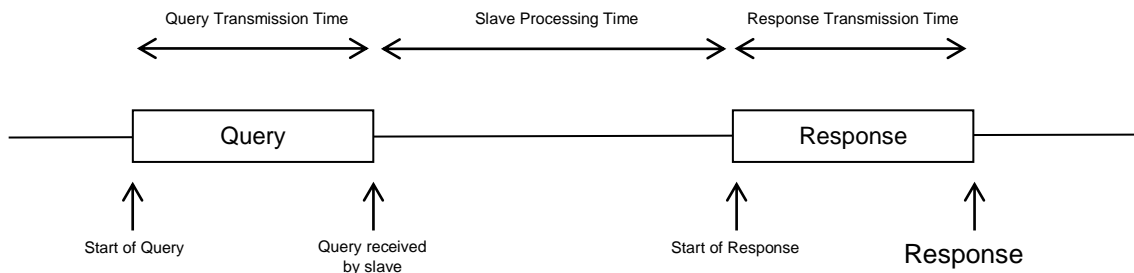 Query Transmission Time
Slave Processing Time
Response Transmission Time
Query
Response
Start of Query
Query received
by slave
Start of Response
Response